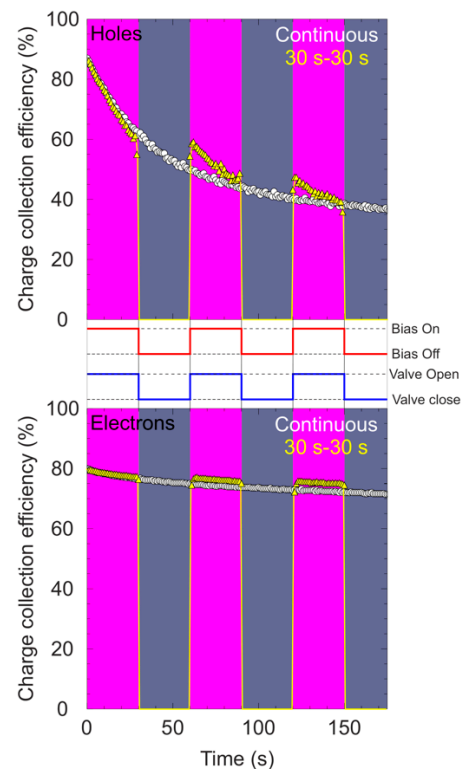 Charge collection efficiency (%)
100
80
60
40
20
0
Holes
Continuous
30 s-30 s
Bias On
Bias Off
Valve Open
Valve close
Charge collection efficiency (%)
100
80
60
40
20
0
Electrons
Continuous
30 s-30 s
0
50
100
150
Time (s)